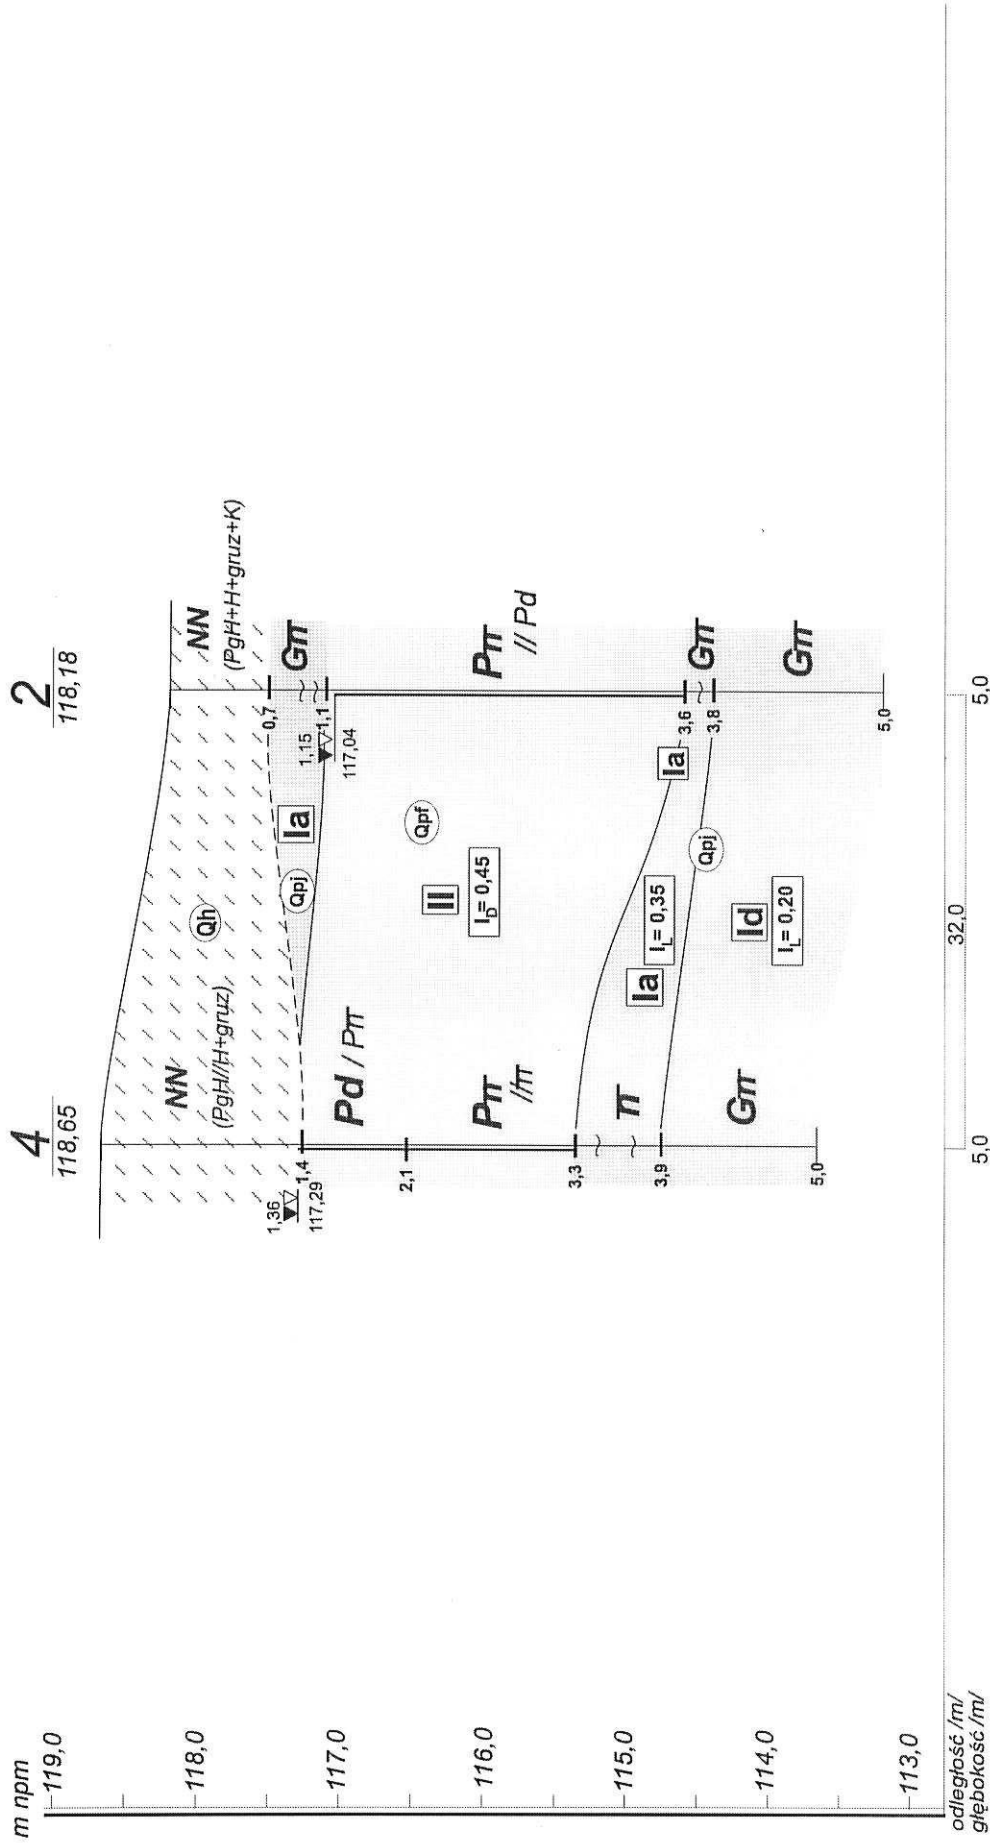 m npm
119,0
118,0
117,0
116,0
115,0
114,0
113,0
odległość /m/
głębokość /m/
4
118,65
NN
(PgH//H+gruz)
1,36
1,4
117,29
Pd / Pπ
2,1
Pπ
//π
3,3
π
3,9
Gπ
5,0
5,0
Qh
Qpj
Ia
Qpf
II
I_D= 0,45
Ia
I_L= 0,35
Ia
Qpj
Id
I_L= 0,20
32,0
2
118,18
NN
(PgH+H+gruz+K)
0,7
Gπ
1,15
1,1
117,04
Pπ
// Pd
3,6
Gπ
3,8
Gπ
5,0
5,0